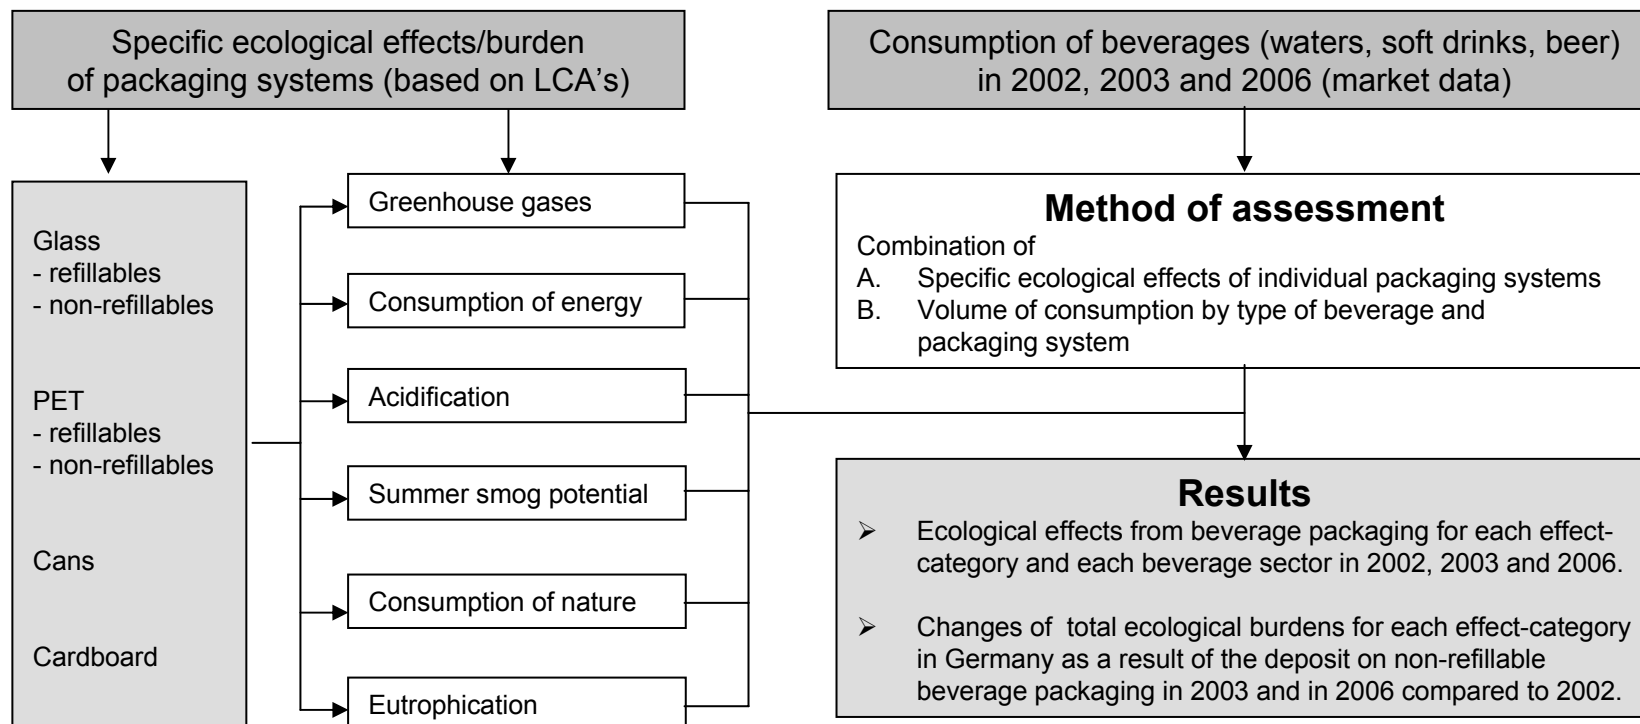 Specific ecological effects/burden
of packaging systems (based on LCA's)
Glass
- refillables
- non-refillables
PET
- refillables
- non-refillables
Cans
Cardboard
Greenhouse gases
Consumption of energy
Acidification
Summer smog potential
Consumption of nature
Eutrophication
Consumption of beverages (waters, soft drinks, beer)
in 2002, 2003 and 2006 (market data)
Method of assessment
Combination of
A. Specific ecological effects of individual packaging systems
B. Volume of consumption by type of beverage and
packaging system
Results
➢ Ecological effects from beverage packaging for each effect-
category and each beverage sector in 2002, 2003 and 2006.
➢ Changes of total ecological burdens for each effect-category
in Germany as a result of the deposit on non-refillable
beverage packaging in 2003 and in 2006 compared to 2002.